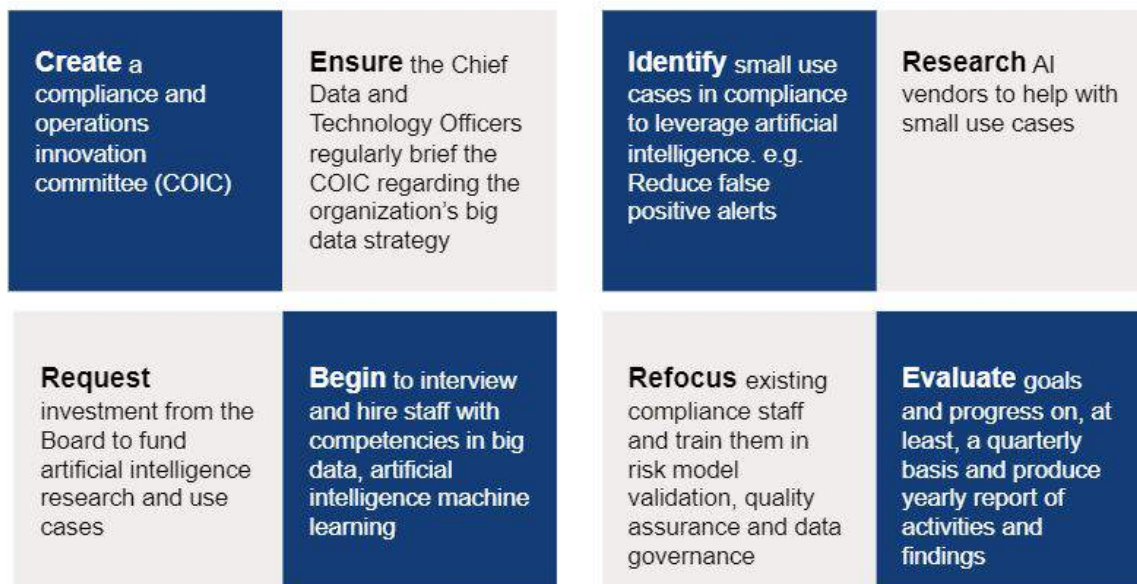 Create a
compliance and
operations
innovation
committee (COIC)
Ensure the Chief
Data and
Technology Officers
regularly brief the
COIC regarding the
organization's big
data strategy
Identify small use
cases in compliance
to leverage artificial
intelligence. e.g.
Reduce false
positive alerts
Research AI
vendors to help with
small use cases
Request
investment from the
Board to fund
artificial intelligence
research and use
cases
Begin to interview
and hire staff with
competencies in big
data, artificial
intelligence machine
learning
Refocus existing
compliance staff
and train them in
risk model
validation, quality
assurance and data
governance
Evaluate goals
and progress on, at
least, a quarterly
basis and produce
yearly report of
activities and
findings